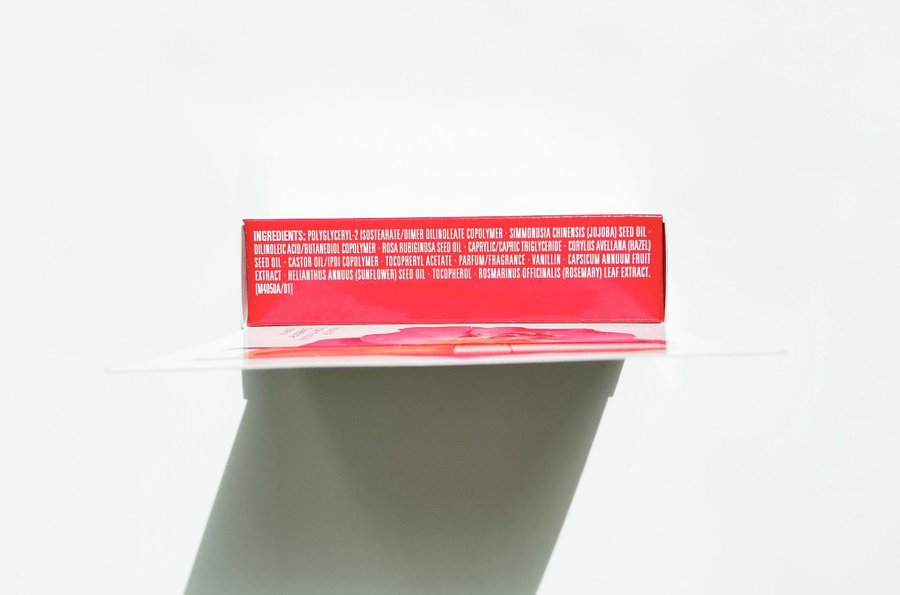 INGREDIENTS: POLYGLYCERYL-2 ISOSTEARATE/DIMER DILINOLEATE COPOLYMER · SIMMONDSIA CHINENSIS (JOJOBA) SEED OIL ·
DILINOLEIC ACID/BUTANEDIOL COPOLYMER · ROSA RUBIGINOSA SEED OIL · CAPRYLIC/CAPRIC TRIGLYCERIDE · CORYLUS AVELLANA (HAZEL)
SEED OIL · CASTOR OIL/IPDI COPOLYMER · TOCOPHERYL ACETATE · PARFUM/FRAGRANCE · VANILLIN · CAPSICUM ANNUUM FRUIT
EXTRACT · HELIANTHUS ANNUUS (SUNFLOWER) SEED OIL · TOCOPHEROL · ROSMARINUS OFFICINALIS (ROSEMARY) LEAF EXTRACT.
[M4050A/01]